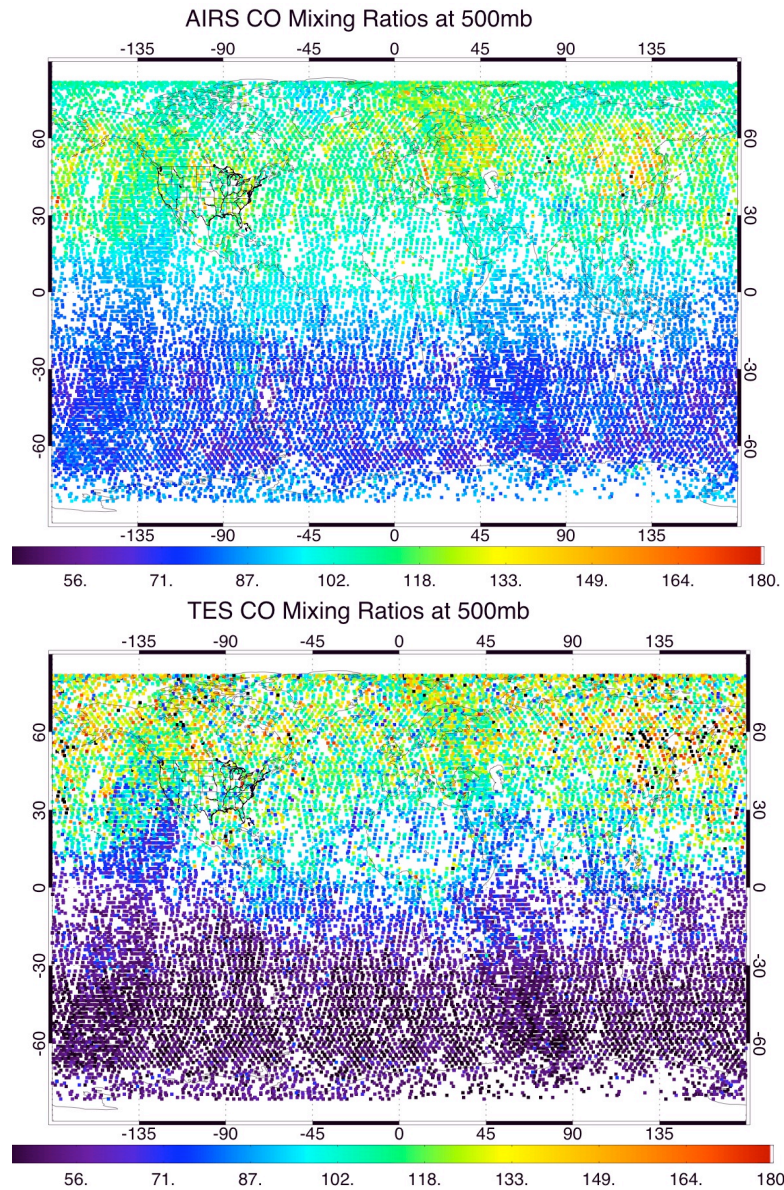 AIRS CO Mixing Ratios at 500mb
-135 -90 -45 0 45 90 135
60 60
30 30
0 0
-30 -30
-60 -60
-135 -90 -45 0 45 90 135
56. 71. 87. 102. 118. 133. 149. 164. 180.
TES CO Mixing Ratios at 500mb
-135 -90 -45 0 45 90 135
60 60
30 30
0 0
-30 -30
-60 -60
-135 -90 -45 0 45 90 135
56. 71. 87. 102. 118. 133. 149. 164. 180